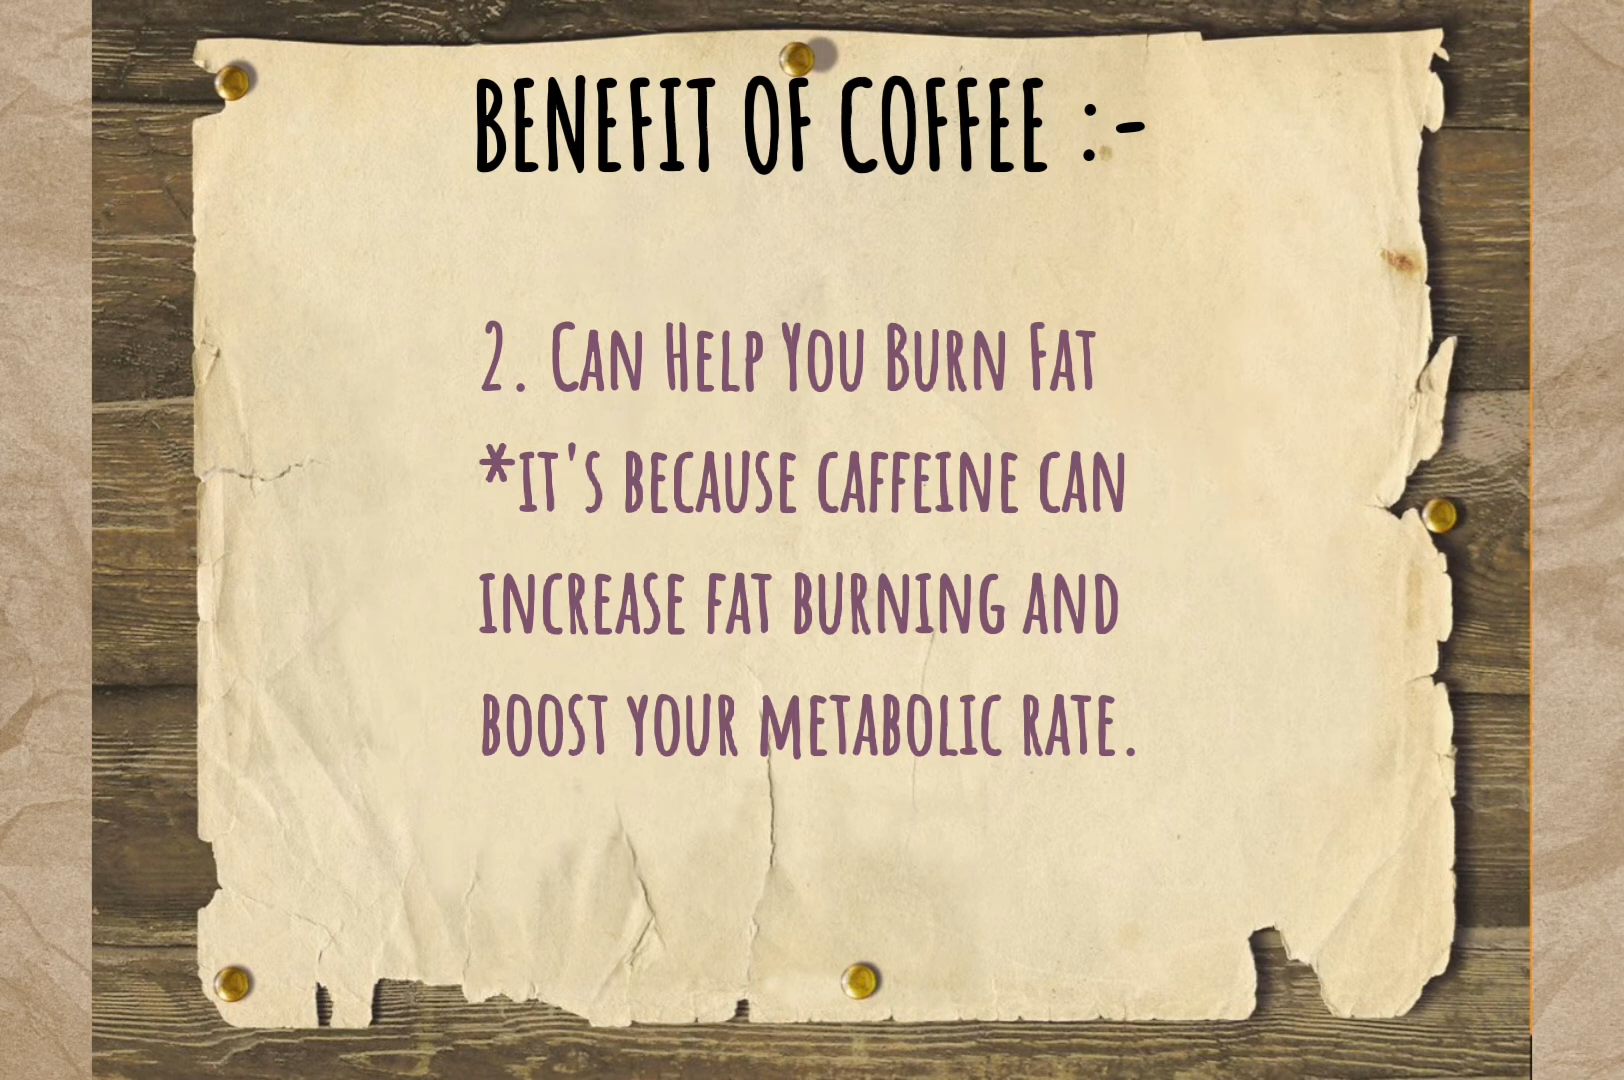 BENEFIT OF COFFEE :-
2. CAN HELP YOU BURN FAT
*IT'S BECAUSE CAFFEINE CAN
INCREASE FAT BURNING AND
BOOST YOUR METABOLIC RATE.